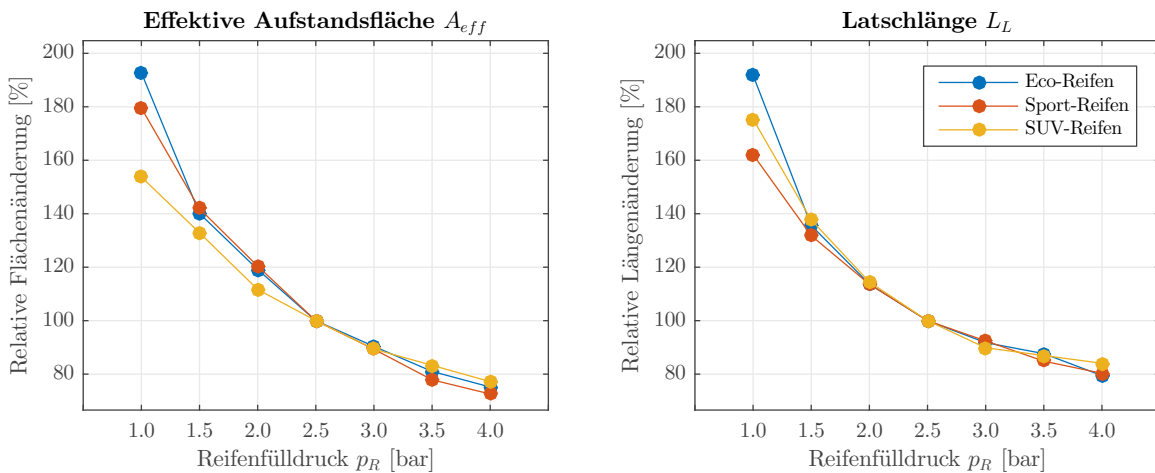 Effektive Aufstandsfläche A_eff
Relative Flächenänderung [%]
200
180
160
140
120
100
80
1.0 1.5 2.0 2.5 3.0 3.5 4.0
Reifenfülldruck p_R [bar]
Latschlänge L_L
Relative Längenänderung [%]
200
180
160
140
120
100
80
Eco-Reifen
Sport-Reifen
SUV-Reifen
1.0 1.5 2.0 2.5 3.0 3.5 4.0
Reifenfülldruck p_R [bar]